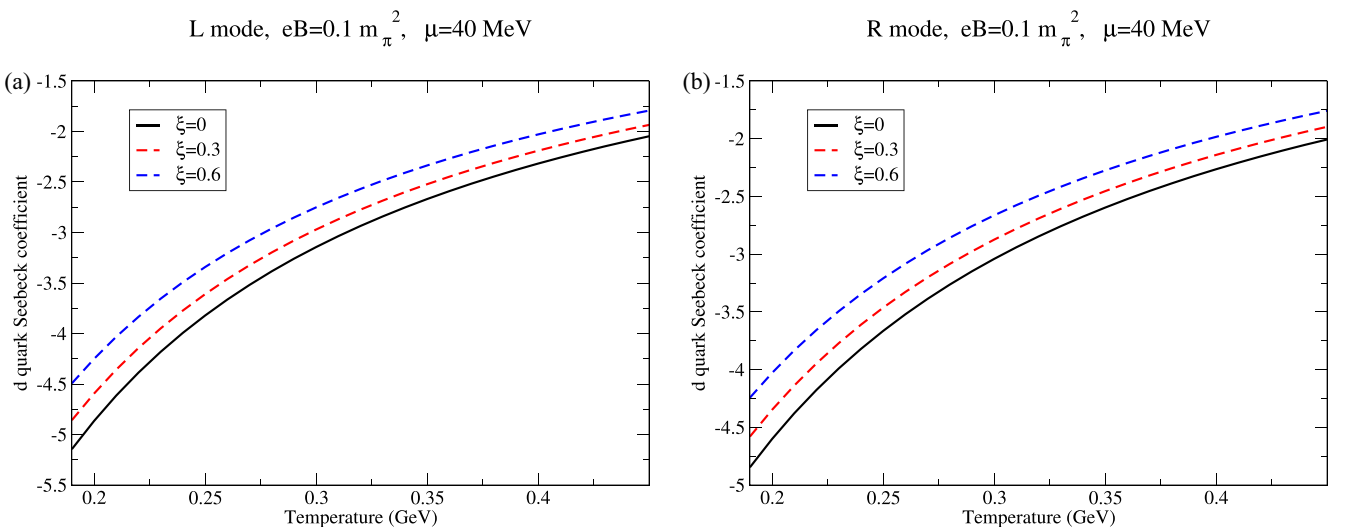 L mode, eB=0.1 m_π^2, μ=40 MeV
(a)
d quark Seebeck coefficient
-1.5
-2
-2.5
-3
-3.5
-4
-4.5
-5
-5.5
ξ=0
ξ=0.3
ξ=0.6
0.2 0.25 0.3 0.35 0.4
Temperature (GeV)
R mode, eB=0.1 m_π^2, μ=40 MeV
(b)
d quark Seebeck coefficient
-1.5
-2
-2.5
-3
-3.5
-4
-4.5
-5
ξ=0
ξ=0.3
ξ=0.6
0.2 0.25 0.3 0.35 0.4
Temperature (GeV)